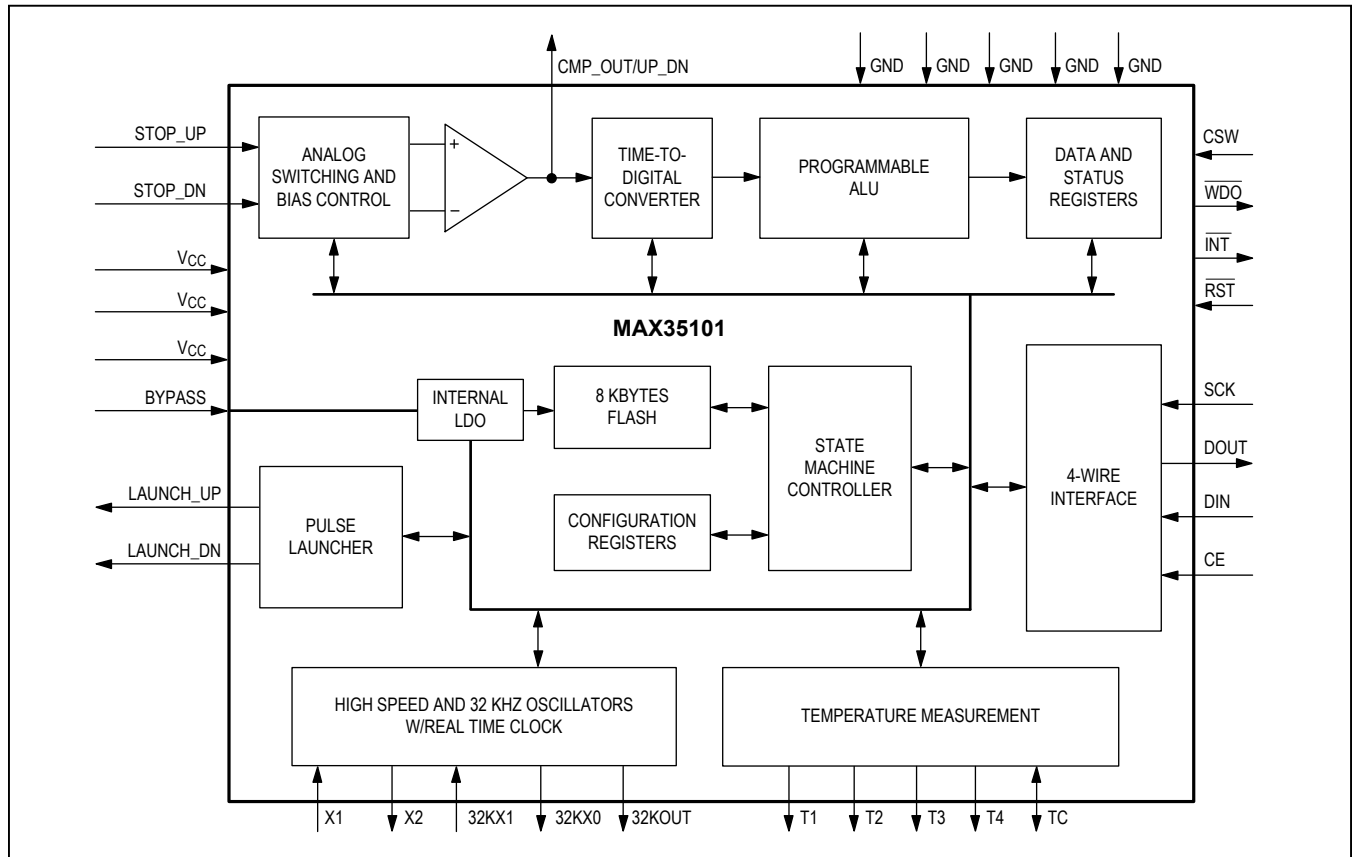 CMP_OUT/UP_DN
GND
GND
GND
GND
GND
STOP_UP
STOP_DN
ANALOG
SWITCHING AND
BIAS CONTROL
+
–
TIME-TO-
DIGITAL
CONVERTER
PROGRAMMABLE
ALU
DATA AND
STATUS
REGISTERS
CSW
WDO
INT
RST
VCC
VCC
VCC
BYPASS
MAX35101
INTERNAL
LDO
8 KBYTES
FLASH
STATE
MACHINE
CONTROLLER
CONFIGURATION
REGISTERS
4-WIRE
INTERFACE
SCK
DOUT
DIN
CE
LAUNCH_UP
LAUNCH_DN
PULSE
LAUNCHER
HIGH SPEED AND 32 KHZ OSCILLATORS
W/REAL TIME CLOCK
TEMPERATURE MEASUREMENT
X1
X2
32KX1
32KX0
32KOUT
T1
T2
T3
T4
TC